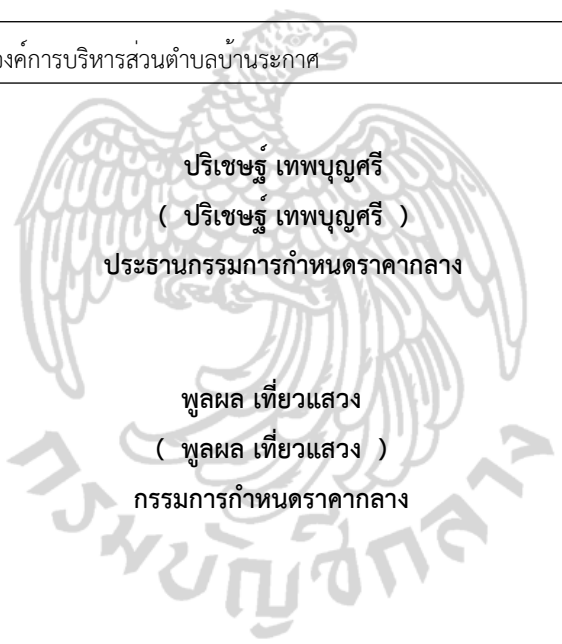 องค์การบริหารส่วนตำบลบ้านระกาศ
ปริเชษฐ์ เทพบุญศรี
( ปริเชษฐ์ เทพบุญศรี )
ประธานกรรมการกำหนดราคากลาง
พูลผล เที่ยวแสวง
( พูลผล เที่ยวแสวง )
กรรมการกำหนดราคากลาง
กรมบัญชีกลาง